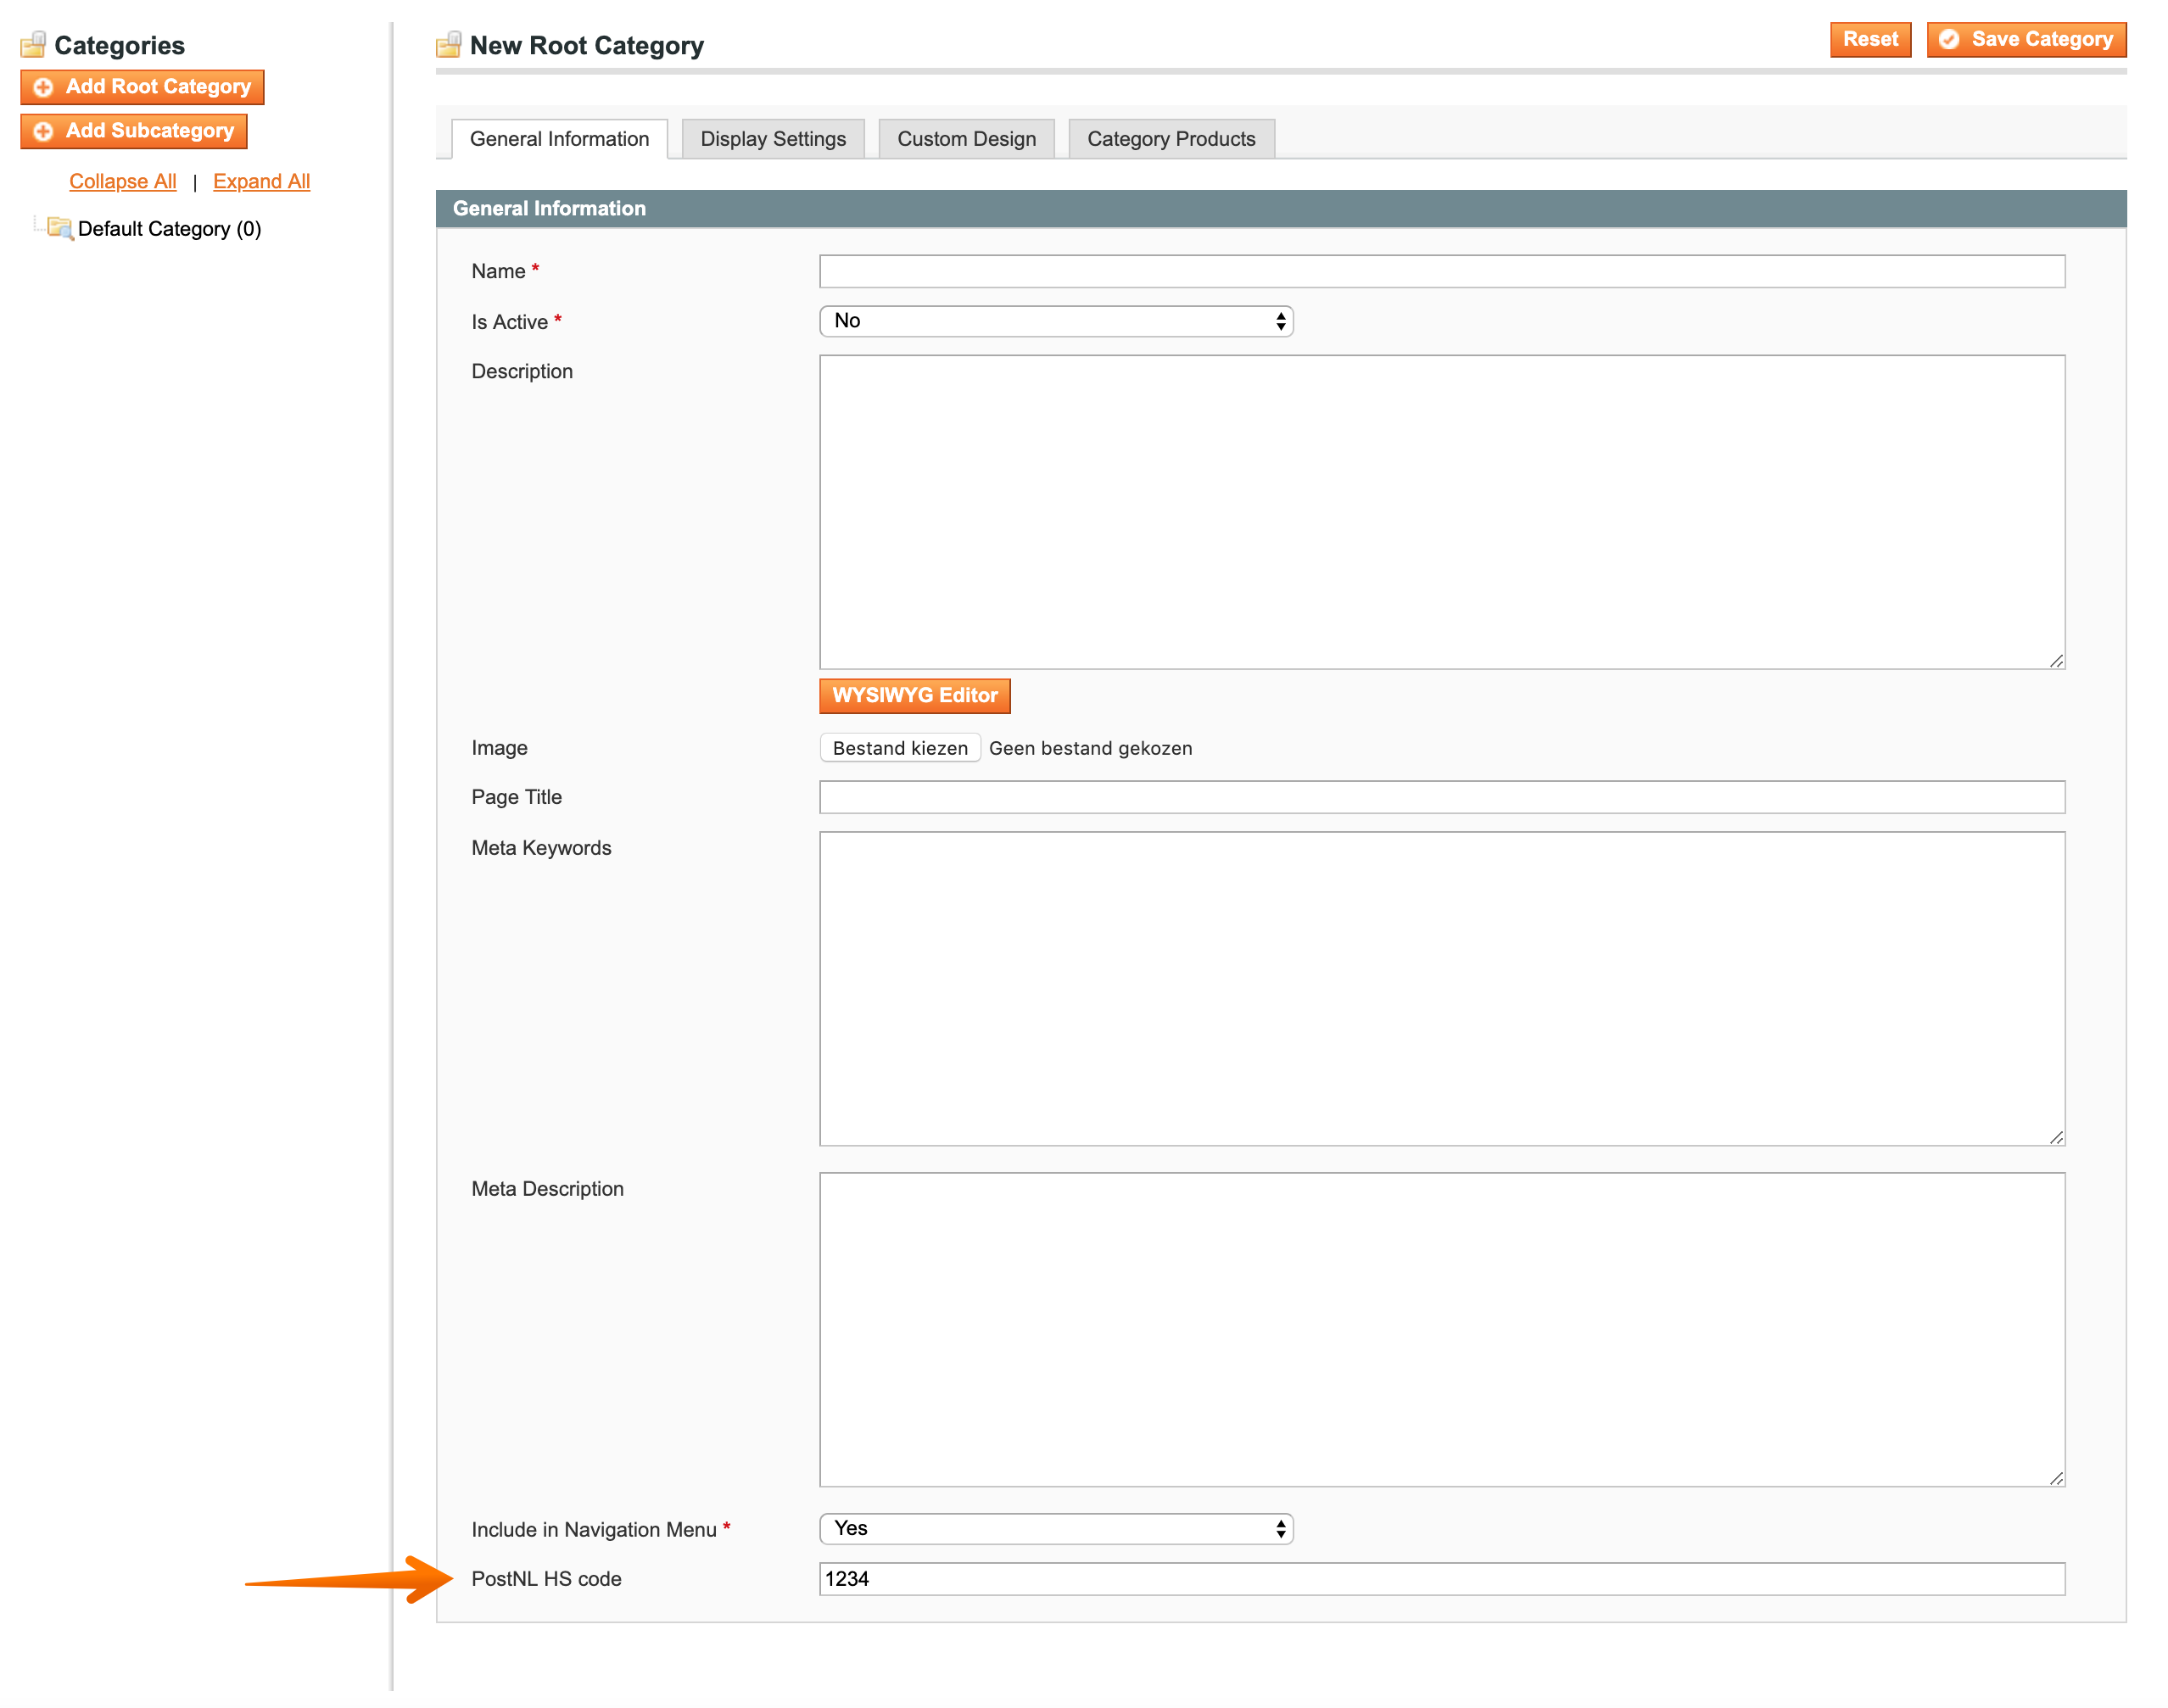 Categories
Add Root Category
Add Subcategory
Collapse All | Expand All
Default Category (0)
New Root Category
Reset
Save Category
General Information
Display Settings
Custom Design
Category Products
General Information
Name *
Is Active *
No
Description
WYSIWYG Editor
Image
Bestand kiezen Geen bestand gekozen
Page Title
Meta Keywords
Meta Description
Include in Navigation Menu *
Yes
PostNL HS code
1234